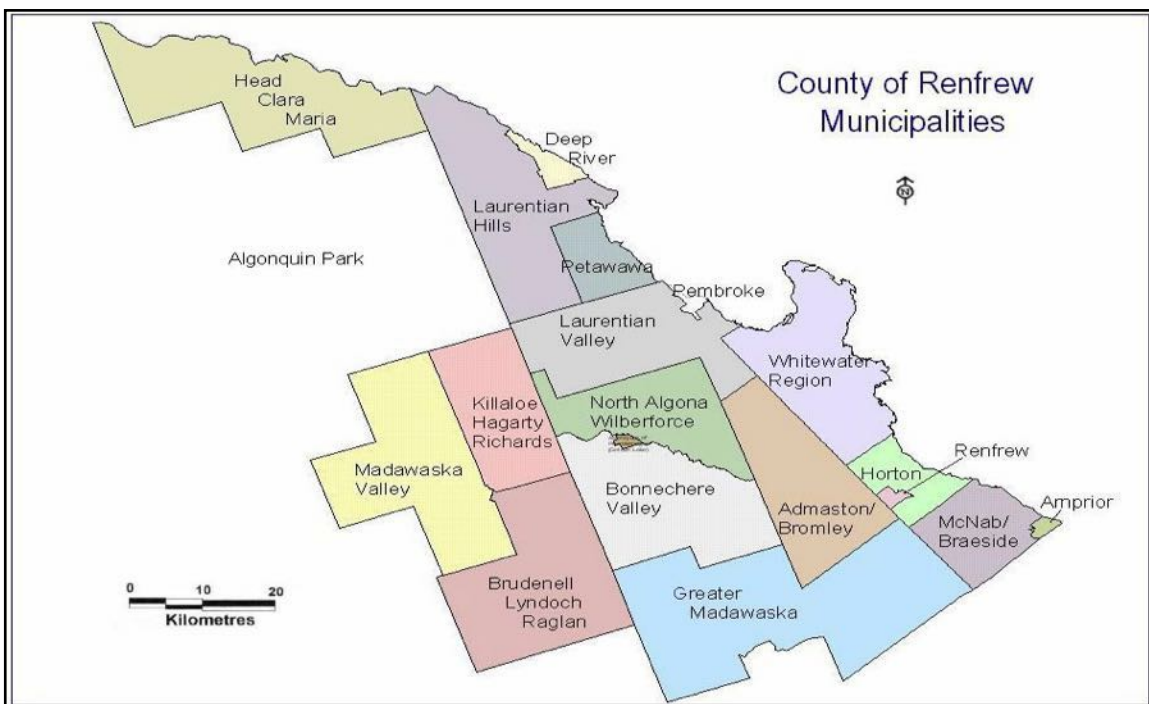 County of Renfrew
Municipalities
N
Head
Clara
Maria
Deep
River
Laurentian
Hills
Algonquin Park
Petawawa
Pembroke
Laurentian
Valley
Whitewater
Region
Killaloe
Hagarty
Richards
North Algona
Wilberforce
Madawaska
Valley
Bonnechere
Valley
Admaston/
Bromley
Horton
Renfrew
McNab/
Braeside
Arnprior
Brudenell
Lyndoch
Raglan
Greater
Madawaska
0 10 20
Kilometres